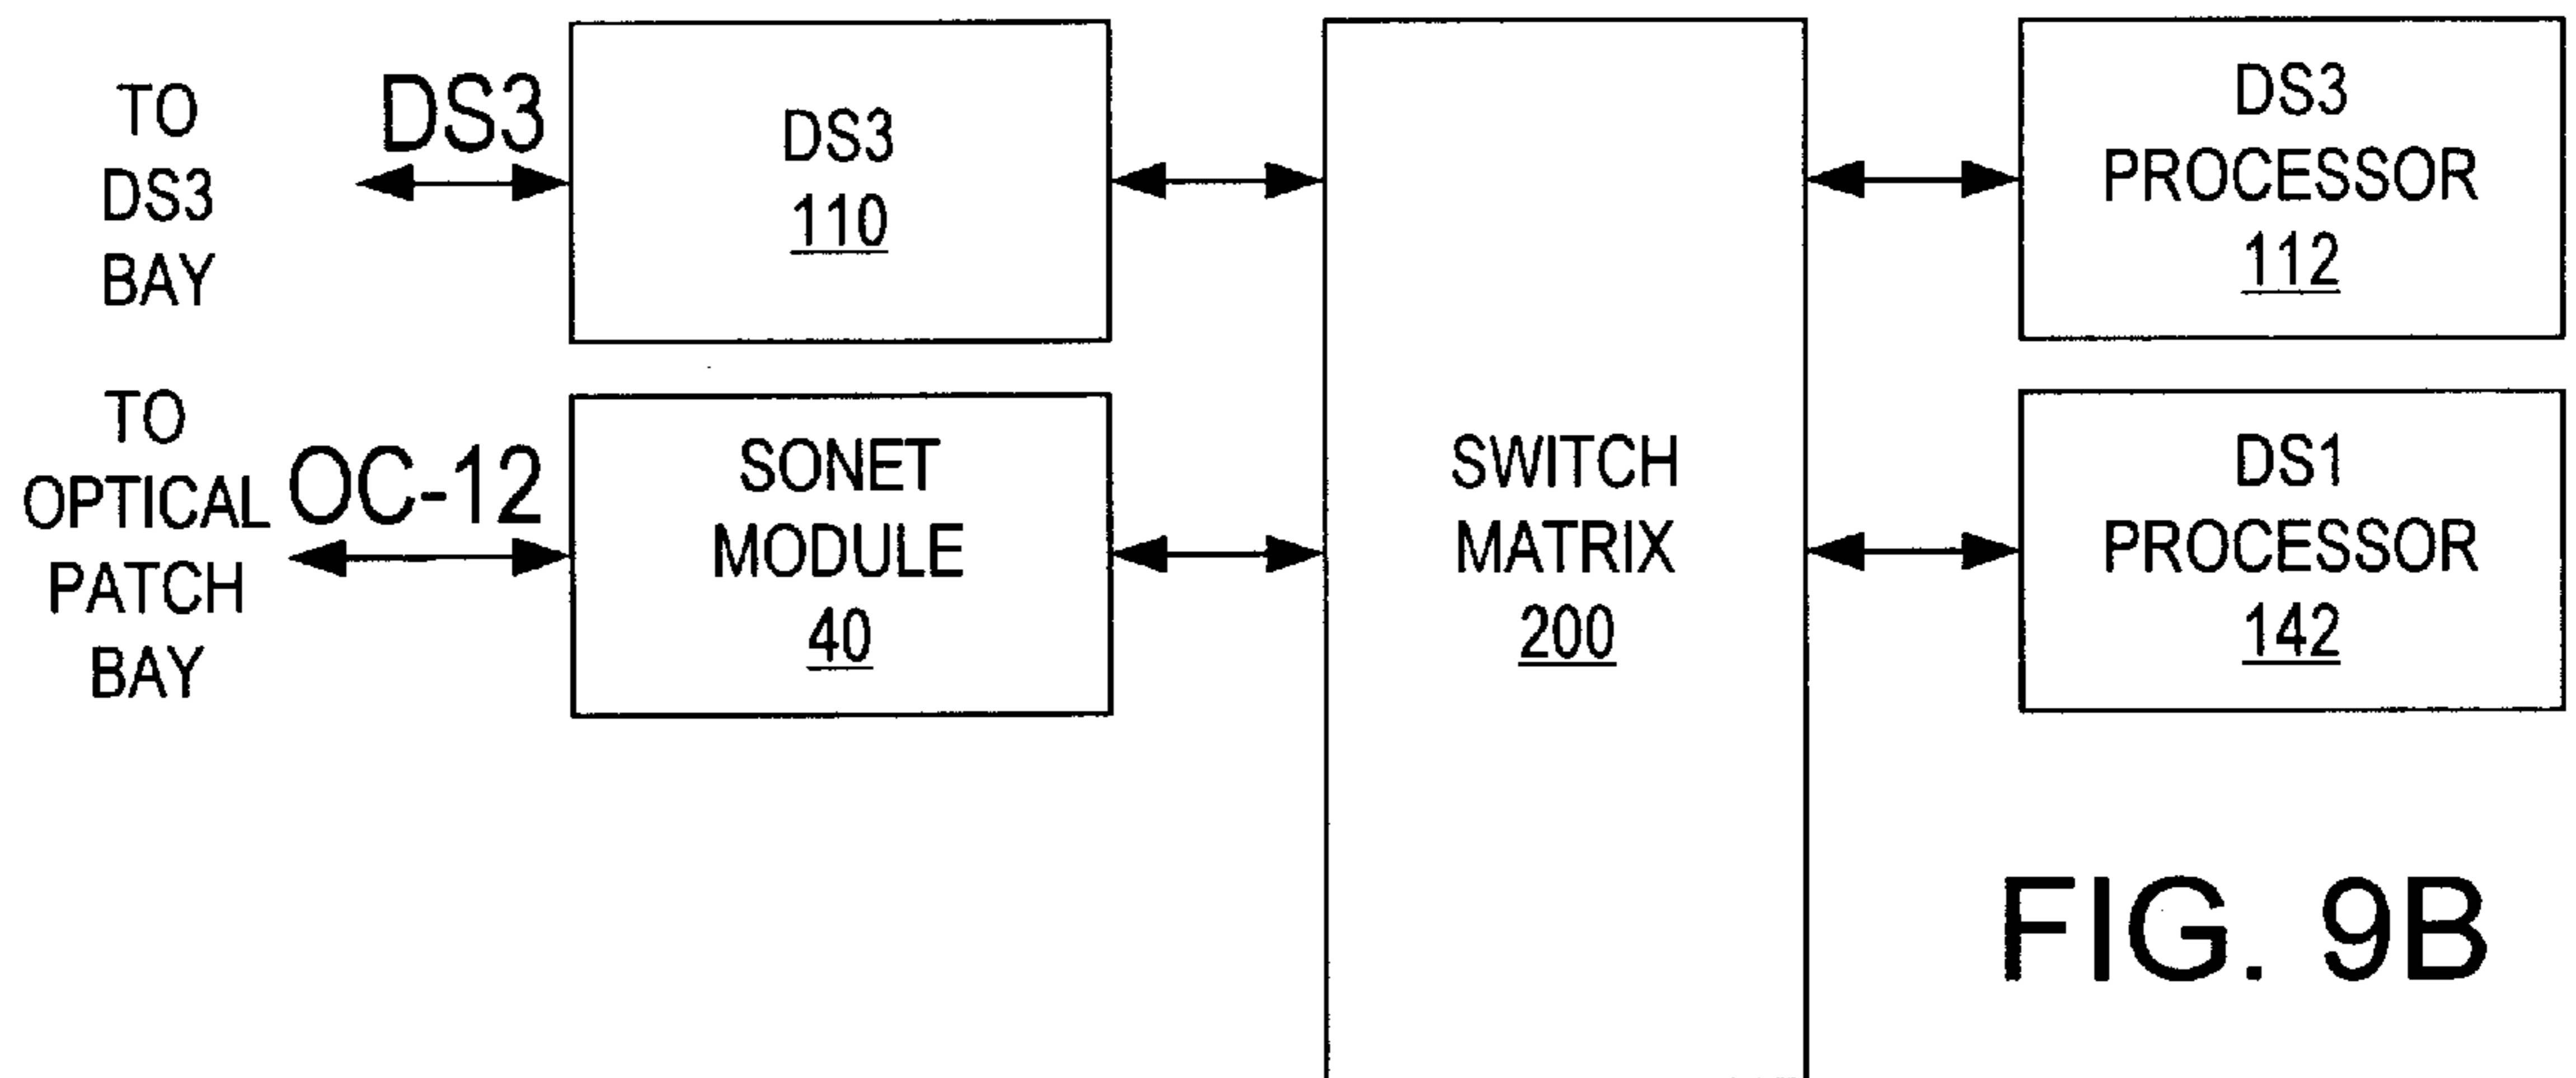 TO
DS3
BAY
DS3
DS3
110
TO
OPTICAL
PATCH
BAY
OC-12
SONET
MODULE
40
SWITCH
MATRIX
200
DS3
PROCESSOR
112
DS1
PROCESSOR
142
FIG. 9B